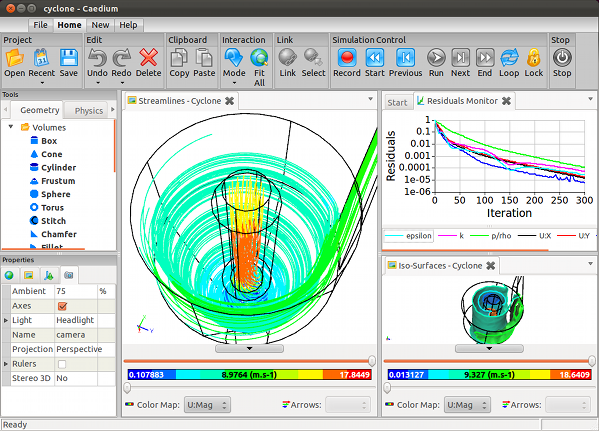 cyclone - Caedium
File Home New Help
Project Edit Clipboard Interaction Link Simulation Control Stop
Open Recent Save Undo Redo Delete Copy Paste Mode Fit All Link Select Record Start Previous Run Next End Loop Lock Stop
Tools
Geometry Physics
Volumes
Box
Cone
Cylinder
Frustum
Sphere
Torus
Stitch
Chamfer
Fillet
Properties
Ambient 75 %
Axes
Light Headlight
Name camera
Projection Perspective
Rulers
Stereo 3D No
Streamlines - Cyclone
0.107883 8.9764 (m.s-1) 17.8449
Color Map: U:Mag Arrows:
Start Residuals Monitor
Residuals
1
0.1
0.01
0.001
0.0001
1e-05
1e-06
0 50 100 150 200 250 300
Iteration
epsilon k p/rho U:X U:Y
Iso-Surfaces - Cyclone
0.013127 9.327 (m.s-1) 18.6409
Color Map: U:Mag Arrows:
Ready